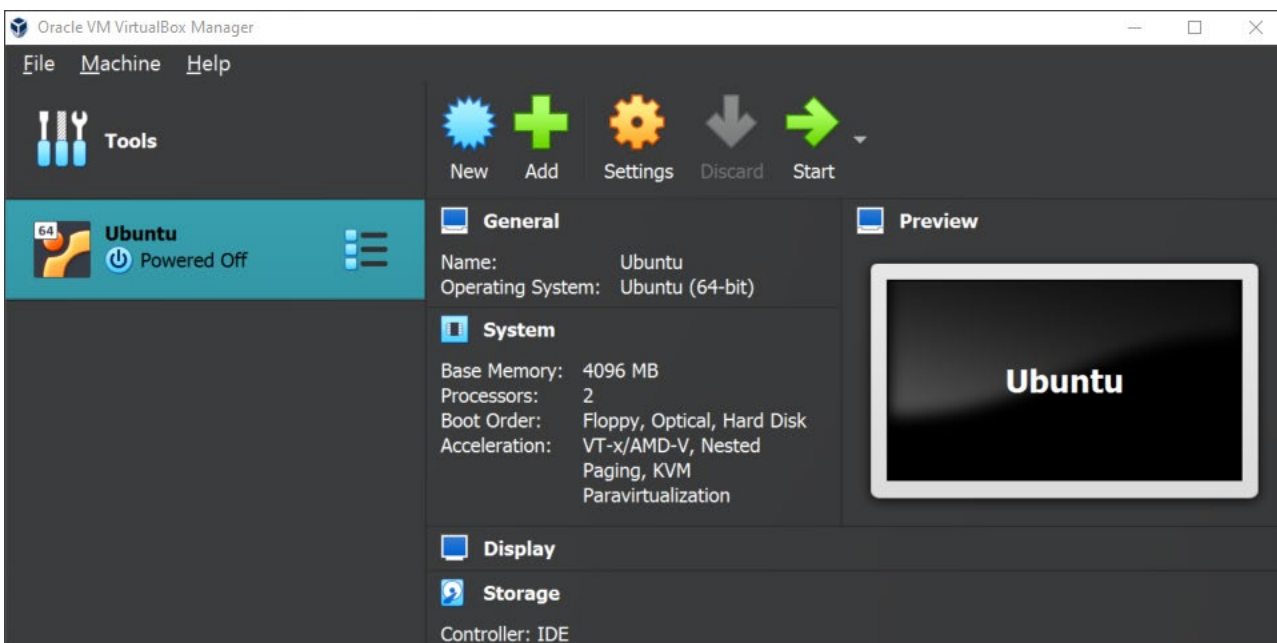 Oracle VM VirtualBox Manager
File Machine Help
Tools
New Add Settings Discard Start
64
Ubuntu
Powered Off
General
Name: Ubuntu
Operating System: Ubuntu (64-bit)
System
Base Memory: 4096 MB
Processors: 2
Boot Order: Floppy, Optical, Hard Disk
Acceleration: VT-x/AMD-V, Nested
Paging, KVM
Paravirtualization
Preview
Ubuntu
Display
Storage
Controller: IDE